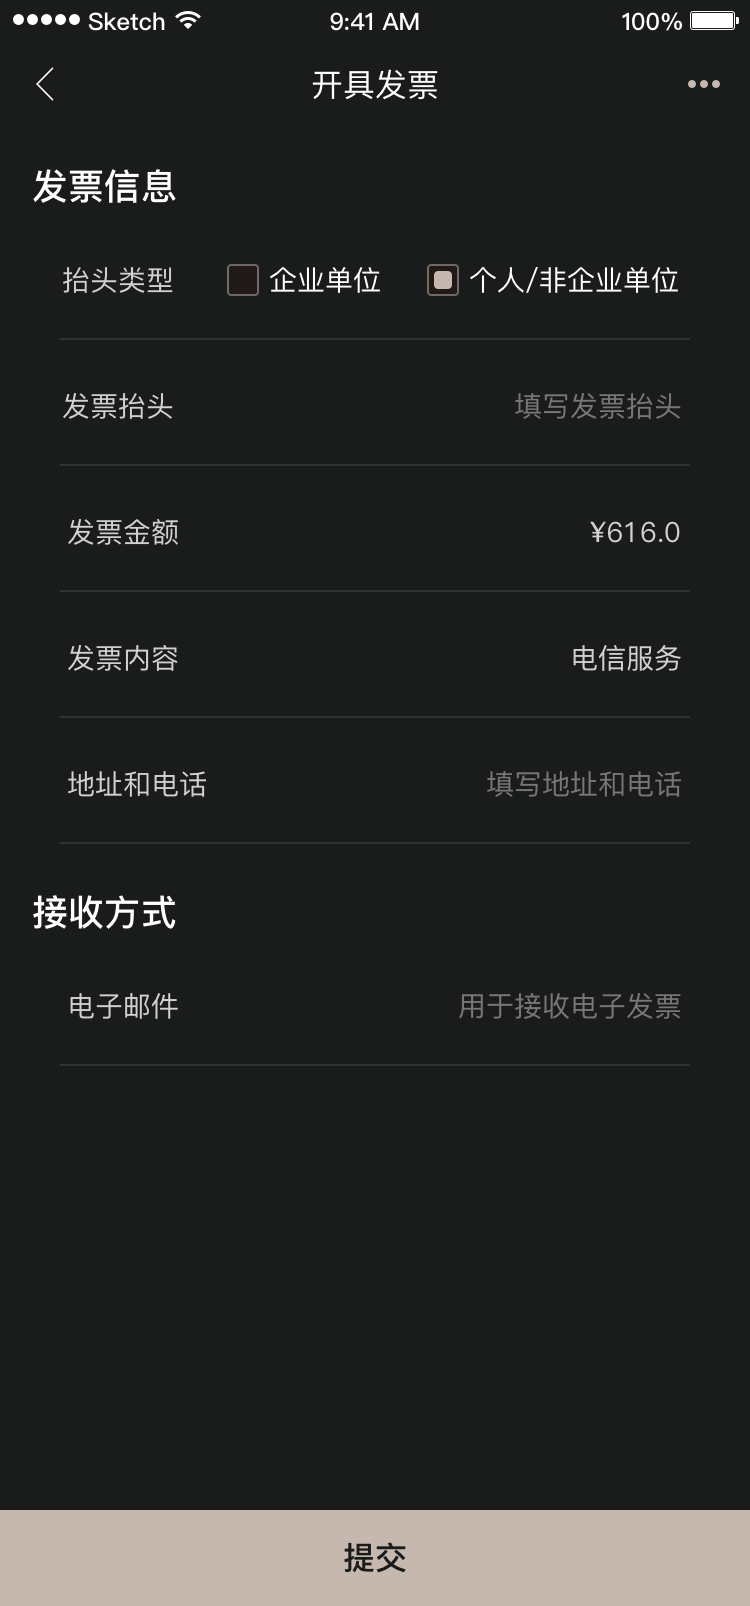 Sketch 9:41 AM 100%
开具发票
发票信息
抬头类型 企业单位 个人/非企业单位
发票抬头 填写发票抬头
发票金额 ¥616.0
发票内容 电信服务
地址和电话 填写地址和电话
接收方式
电子邮件 用于接收电子发票
提交